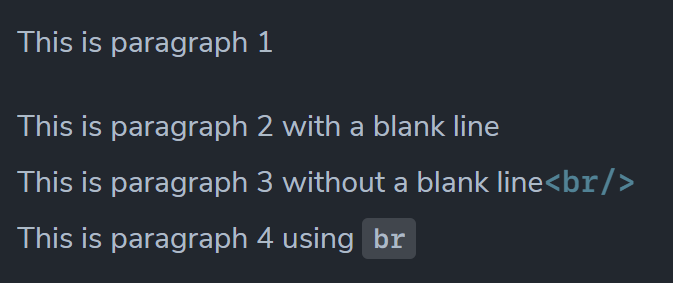 This is paragraph 1
This is paragraph 2 with a blank line
This is paragraph 3 without a blank line<br/>
This is paragraph 4 using br